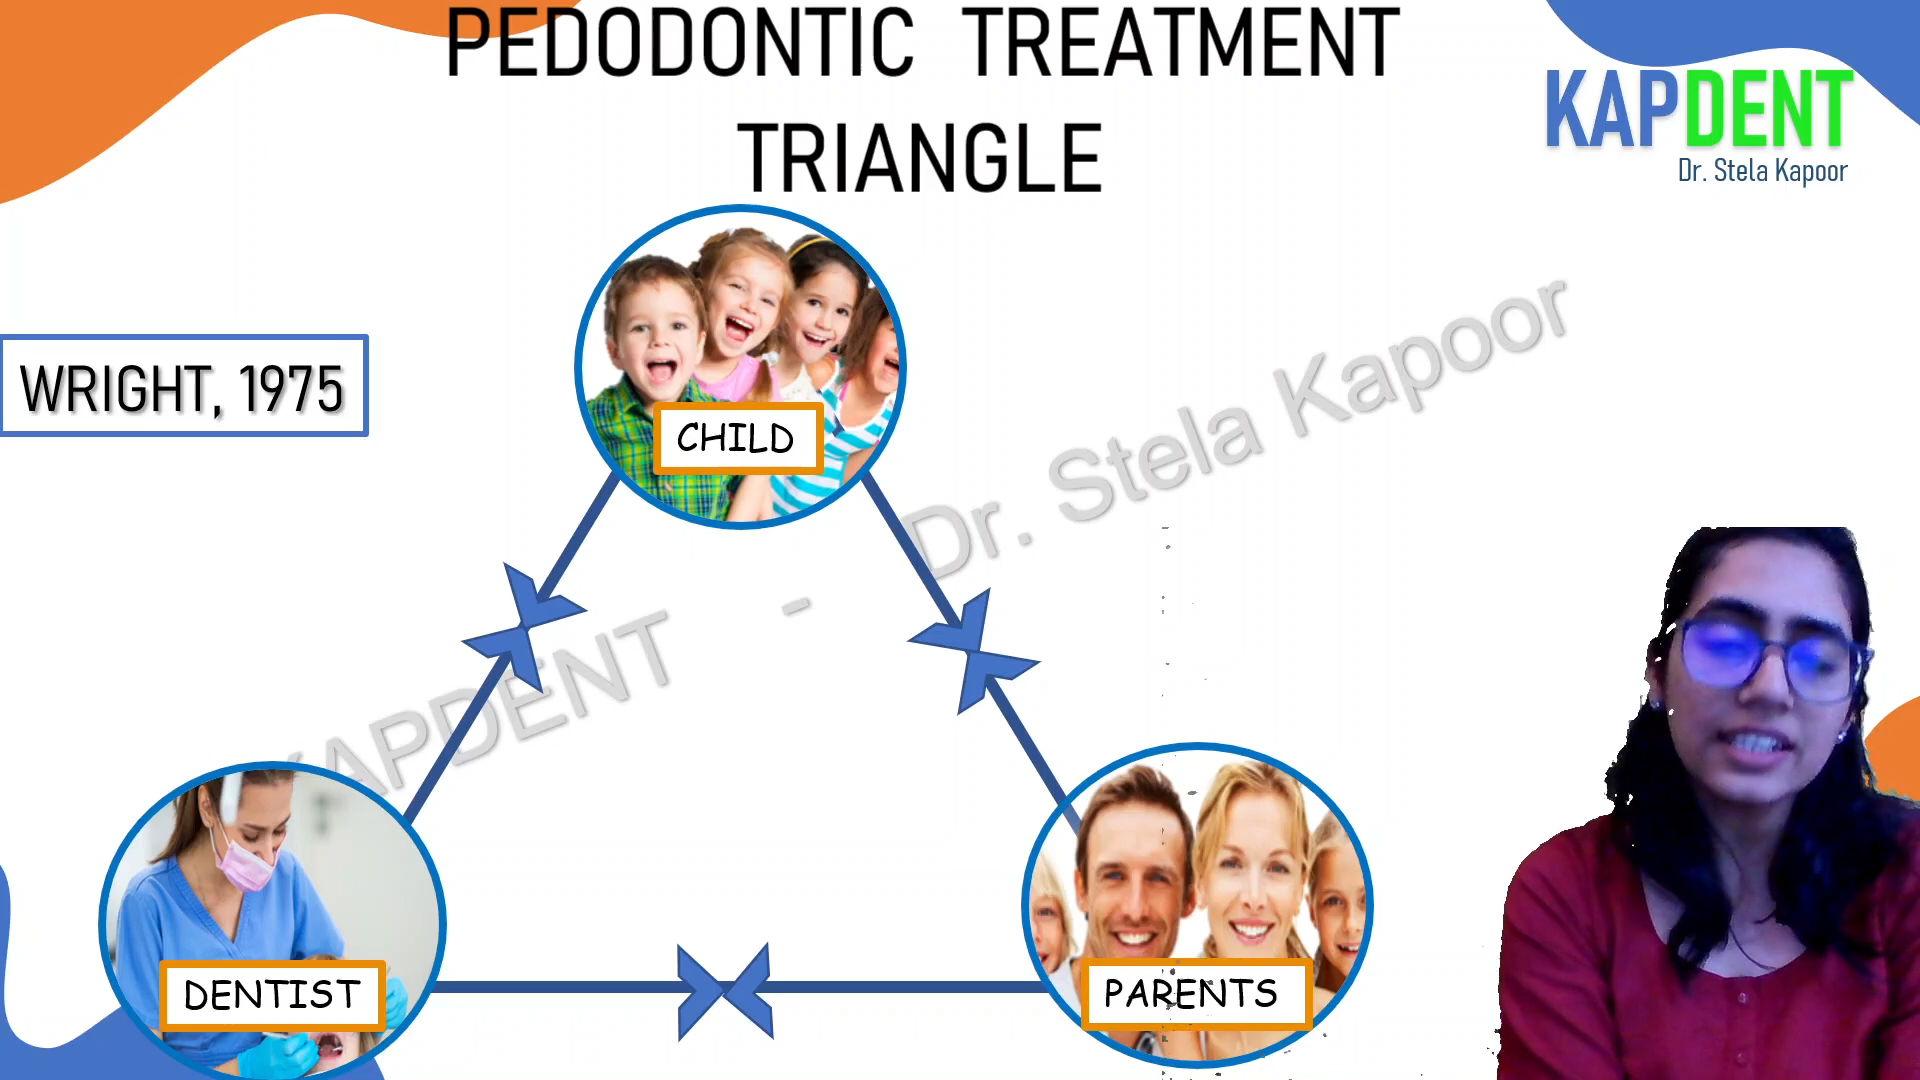 PEDODONTIC TREATMENT
TRIANGLE
KAPDENT
Dr. Stela Kapoor
WRIGHT, 1975
CHILD
KAPDENT - Dr. Stela Kapoor
DENTIST
PARENTS